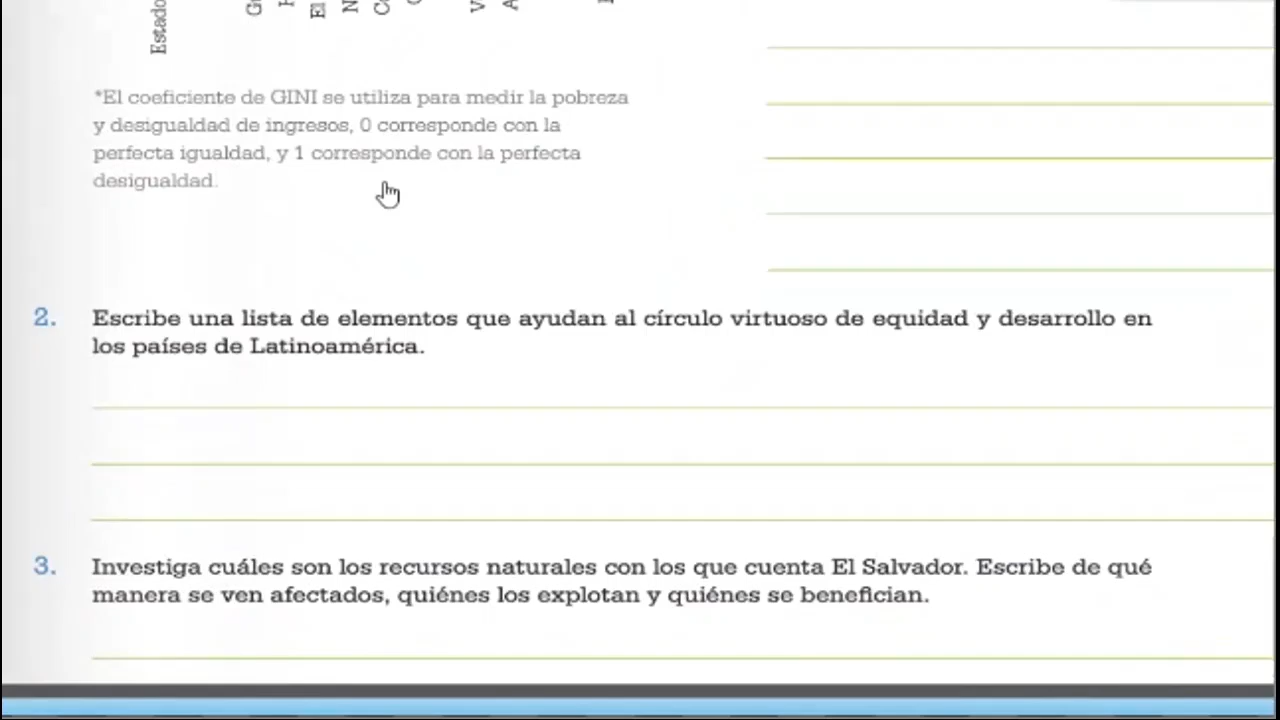 Estado
*El coeficiente de GINI se utiliza para medir la pobreza
y desigualdad de ingresos, 0 corresponde con la
perfecta igualdad, y 1 corresponde con la perfecta
desigualdad.
2. Escribe una lista de elementos que ayudan al círculo virtuoso de equidad y desarrollo en
los países de Latinoamérica.
3. Investiga cuáles son los recursos naturales con los que cuenta El Salvador. Escribe de qué
manera se ven afectados, quiénes los explotan y quiénes se benefician.